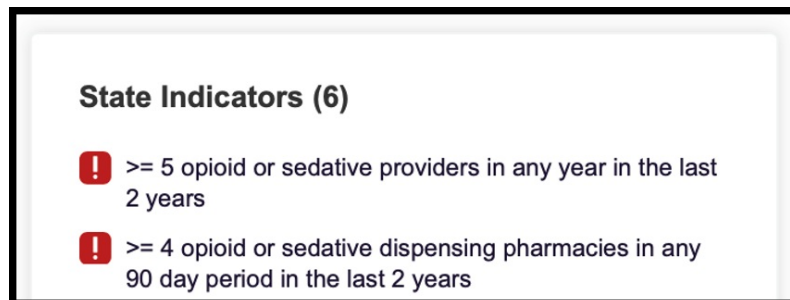 State Indicators (6)
! >= 5 opioid or sedative providers in any year in the last
2 years
! >= 4 opioid or sedative dispensing pharmacies in any
90 day period in the last 2 years